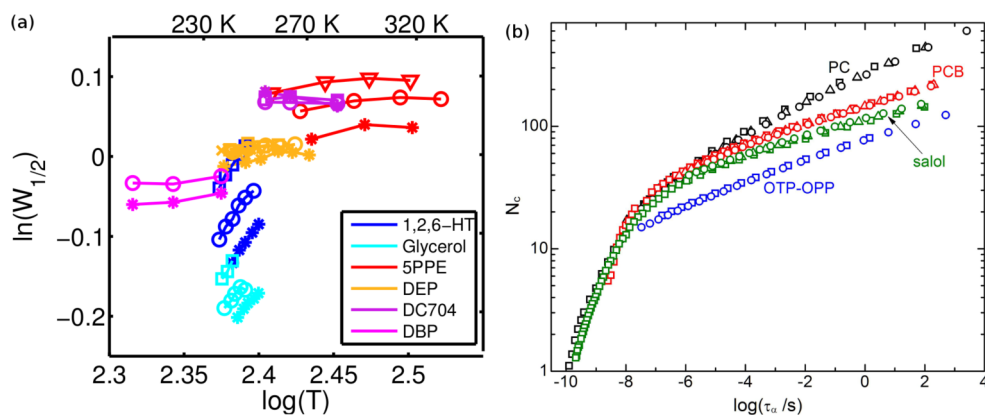 (a)
230 K 270 K 320 K
ln(W1/2)
0.1
0
−0.1
−0.2
1,2,6−HT
Glycerol
5PPE
DEP
DC704
DBP
2.3 2.35 2.4 2.45 2.5
log(T)
(b)
Nc
100
10
1
PC
PCB
salol
OTP-OPP
-10 -8 -6 -4 -2 0 2 4
log(τα /s)